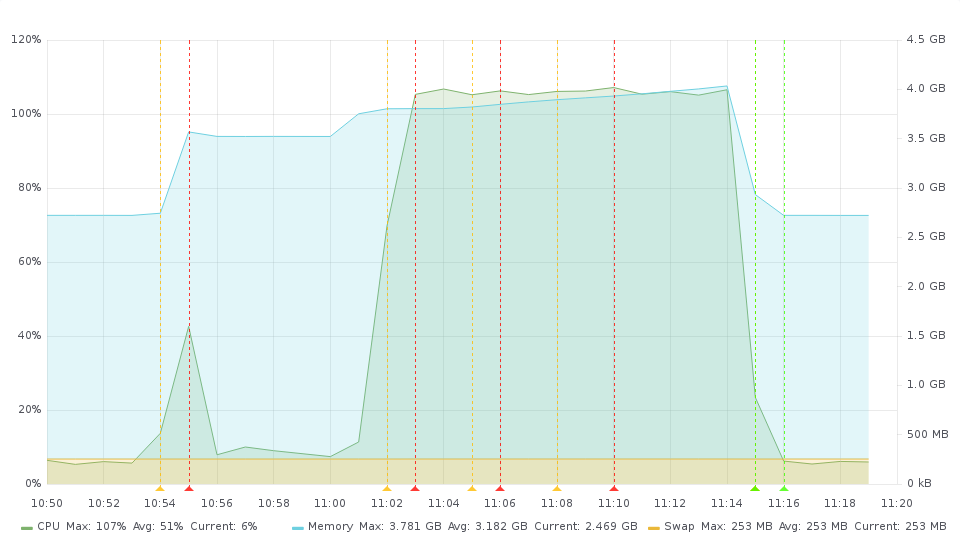 120% 4.5 GB
100% 4.0 GB
80% 3.5 GB
60% 3.0 GB
40% 2.5 GB
20% 2.0 GB
0% 1.5 GB
1.0 GB
500 MB
0 kB
10:50 10:52 10:54 10:56 10:58 11:00 11:02 11:04 11:06 11:08 11:10 11:12 11:14 11:16 11:18 11:20
CPU Max: 107% Avg: 51% Current: 6% Memory Max: 3.781 GB Avg: 3.182 GB Current: 2.469 GB Swap Max: 253 MB Avg: 253 MB Current: 253 MB